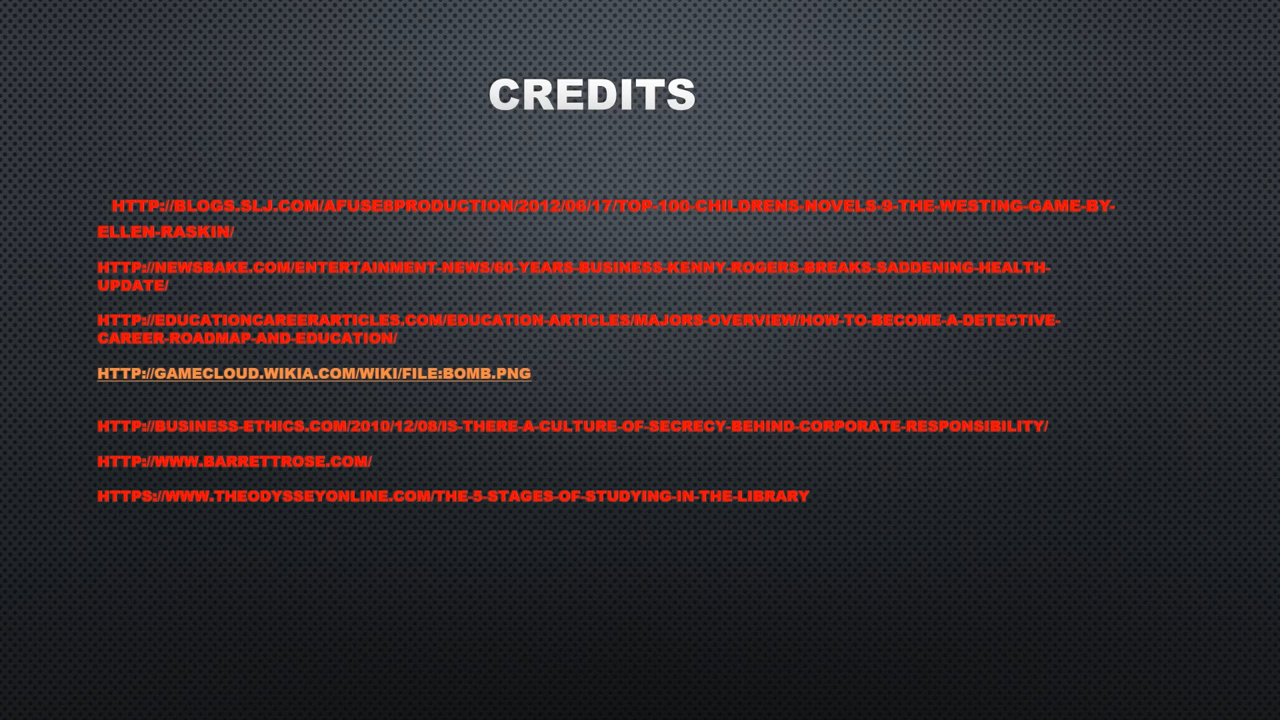 CREDITS
HTTP://BLOGS.SLJ.COM/AFUSE8PRODUCTION/2012/06/17/TOP-100-CHILDRENS-NOVELS-9-THE-WESTING-GAME-BY-
ELLEN-RASKIN/
HTTP://NEWSBAKE.COM/ENTERTAINMENT-NEWS/60-YEARS-BUSINESS-KENNY-ROGERS-BREAKS-SADDENING-HEALTH-
UPDATE/
HTTP://EDUCATIONCAREERARTICLES.COM/EDUCATION-ARTICLES/MAJORS-OVERVIEW/HOW-TO-BECOME-A-DETECTIVE-
CAREER-ROADMAP-AND-EDUCATION/
HTTP://GAMECLOUD.WIKIA.COM/WIKI/FILE:BOMB.PNG
HTTP://BUSINESS-ETHICS.COM/2010/12/08/IS-THERE-A-CULTURE-OF-SECRECY-BEHIND-CORPORATE-RESPONSIBILITY/
HTTP://WWW.BARRETTROSE.COM/
HTTPS://WWW.THEODYSSEYONLINE.COM/THE-5-STAGES-OF-STUDYING-IN-THE-LIBRARY